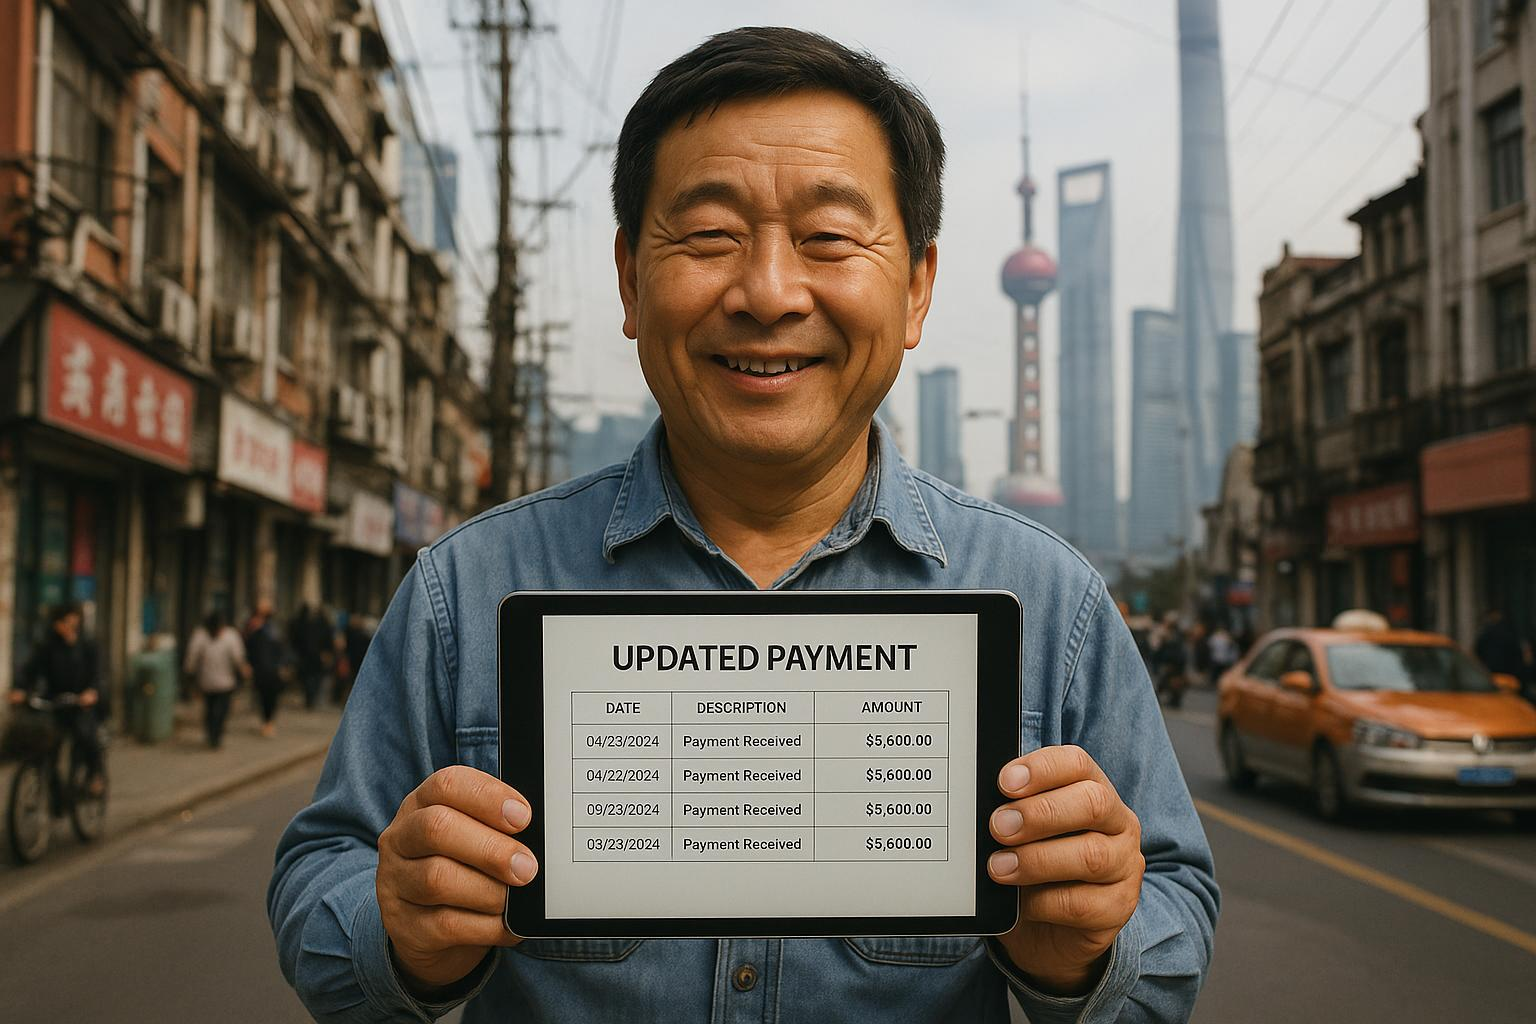 UPDATED PAYMENT
DATE DESCRIPTION AMOUNT
04/23/2024 Payment Received $5,600.00
04/22/2024 Payment Received $5,600.00
09/23/2024 Payment Received $5,600.00
03/23/2024 Payment Received $5,600.00